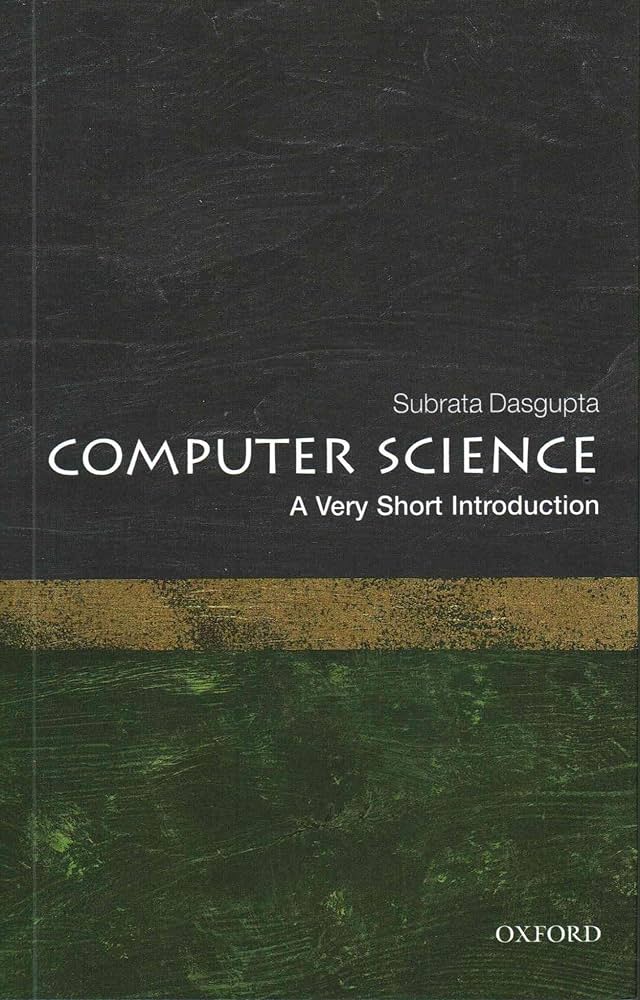 Subrata Dasgupta
COMPUTER SCIENCE
A Very Short Introduction
OXFORD